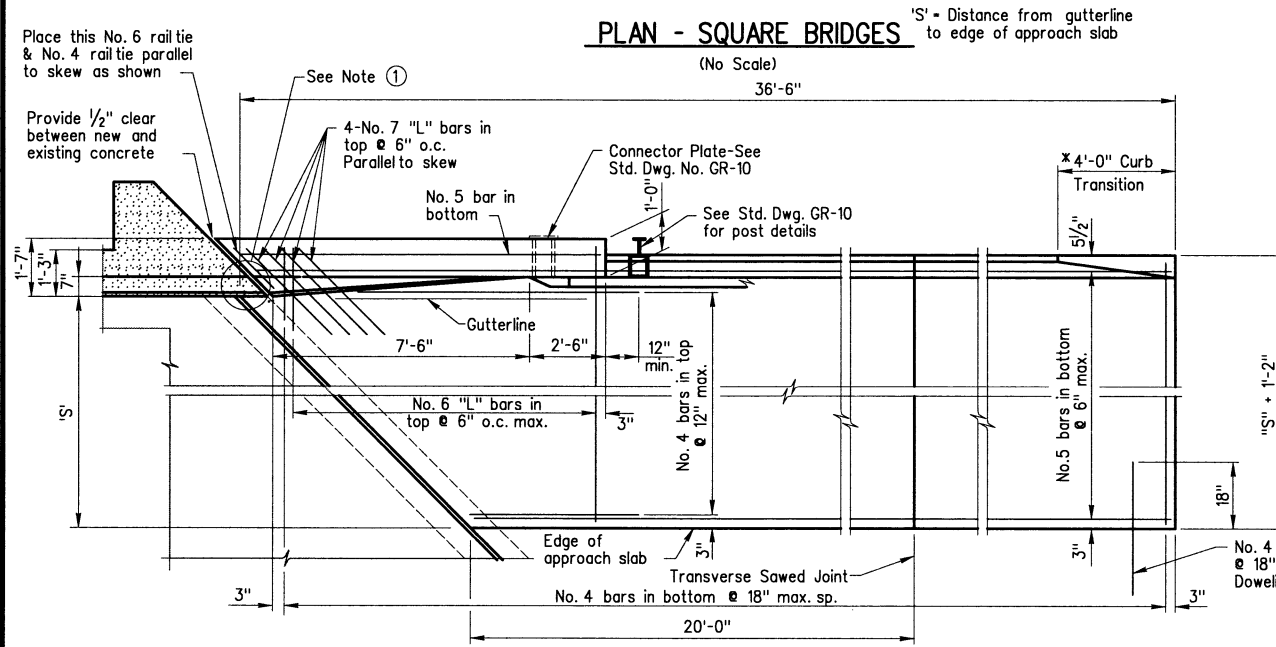 PLAN - SQUARE BRIDGES
(No Scale)
'S' = Distance from gutterline
to edge of approach slab
Place this No. 6 rail tie
& No. 4 rail tie parallel
to skew as shown
See Note 1
36'-6"
Provide 1/2" clear
between new and
existing concrete
4-No. 7 "L" bars in
top @ 6" o.c.
Parallel to skew
Connector Plate-See
Std. Dwg. No. GR-10
* 4'-0" Curb
Transition
No. 5 bar in
bottom
1'-0"
See Std. Dwg. GR-10
for post details
5 1/2"
1'-7"
1'-3"
7"
Gutterline
7'-6"
2'-6"
12"
min.
'S'
No. 6 "L" bars in
top @ 6" o.c. max.
3"
No. 4 bars in top
@ 12" max.
No.5 bars in bottom
@ 6" max.
"S" + 1'-2"
18"
Edge of
approach slab
3"
3"
Transverse Sawed Joint
No. 4
@ 18"
3"
No. 4 bars in bottom @ 18" max. sp.
3"
20'-0"